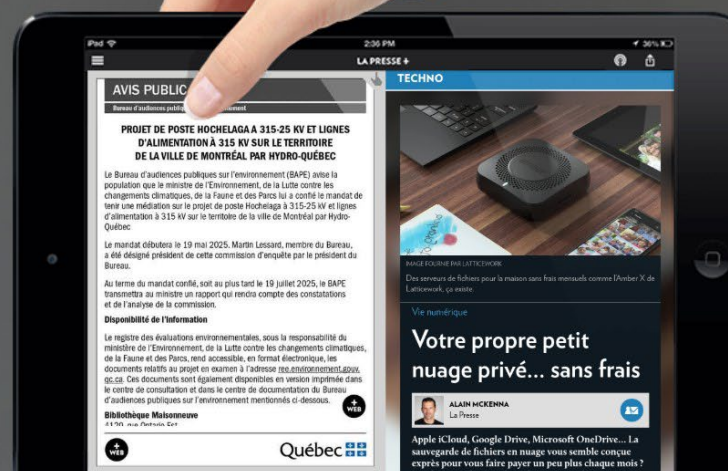 iPad
2:36 PM
36%
LA PRESSE+
AVIS PUBLIC
Bureau d'audiences
PROJET DE POSTE HOCHELAGA A 315-25 KV ET LIGNES
D'ALIMENTATION À 315 KV SUR LE TERRITOIRE
DE LA VILLE DE MONTRÉAL PAR HYDRO-QUÉBEC
Le Bureau d'audiences publiques sur l'environnement (BAPE) avise la
population que le ministre de l'Environnement, de la Lutte contre les
changements climatiques, de la Faune et des Parcs lui a confié le mandat de
tenir une médiation sur le projet de poste Hochelaga à 315-25 kV et lignes
d'alimentation à 315 kV sur le territoire de la ville de Montréal par Hydro-
Québec
Le mandat débutera le 19 mai 2025. Martin Lessard, membre du Bureau,
a été désigné président de cette commission d'enquête par le président du
Bureau.
Au terme du mandat confié, soit au plus tard le 19 juillet 2025, le BAPE
transmettra au ministre un rapport qui rendra compte des constatations
et de l'analyse de la commission.
Disponibilité de l'information
Le registre des évaluations environnementales, sous la responsabilité du
ministère de l'Environnement, de la Lutte contre les changements climatiques,
de la Faune et des Parcs, rend accessible, en format électronique, les
documents relatifs au projet en examen à l'adresse ree.environnement.gouv.
qc.ca. Ces documents sont également disponibles en version imprimée dans
le centre de consultation et dans le centre de documentation du Bureau
d'audiences publiques sur l'environnement mentionnés ci-dessous.
Bibliothèque Maisonneuve
4120, rue Ontario Est
+
WEB
+
WEB
Québec
TECHNO
IMAGE FOURNIE PAR LATTICEWORK
Des serveurs de fichiers pour la maison sans frais mensuels comme l'Amber X de
Latticework, ça existe.
Vie numérique
Votre propre petit
nuage privé... sans frais
ALAIN MCKENNA
La Presse
Apple iCloud, Google Drive, Microsoft OneDrive... La
sauvegarde de fichiers en nuage vous semble conçue
exprès pour vous faire payer un peu plus chaque mois ?